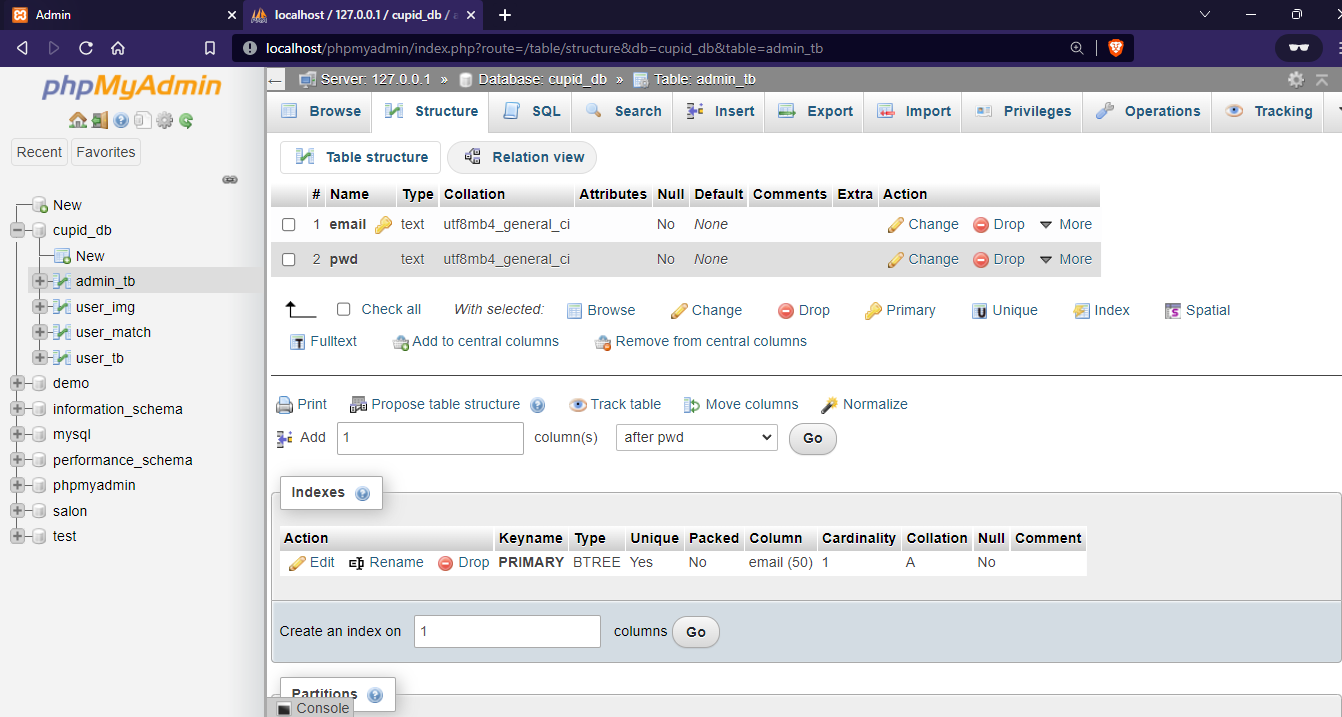 Admin
localhost / 127.0.0.1 / cupid_db / a
localhost/phpmyadmin/index.php?route=/table/structure&db=cupid_db&table=admin_tb
phpMyAdmin
Recent Favorites
New
cupid_db
New
admin_tb
user_img
user_match
user_tb
demo
information_schema
mysql
performance_schema
phpmyadmin
salon
test
Server: 127.0.0.1 » Database: cupid_db » Table: admin_tb
Browse Structure SQL Search Insert Export Import Privileges Operations Tracking
Table structure Relation view
# Name Type Collation Attributes Null Default Comments Extra Action
1 email text utf8mb4_general_ci No None Change Drop More
2 pwd text utf8mb4_general_ci No None Change Drop More
Check all With selected: Browse Change Drop Primary Unique Index Spatial
Fulltext Add to central columns Remove from central columns
Print Propose table structure Track table Move columns Normalize
Add 1 column(s) after pwd Go
Indexes
Action Keyname Type Unique Packed Column Cardinality Collation Null Comment
Edit Rename Drop PRIMARY BTREE Yes No email (50) 1 A No
Create an index on 1 columns Go
Partitions
Console